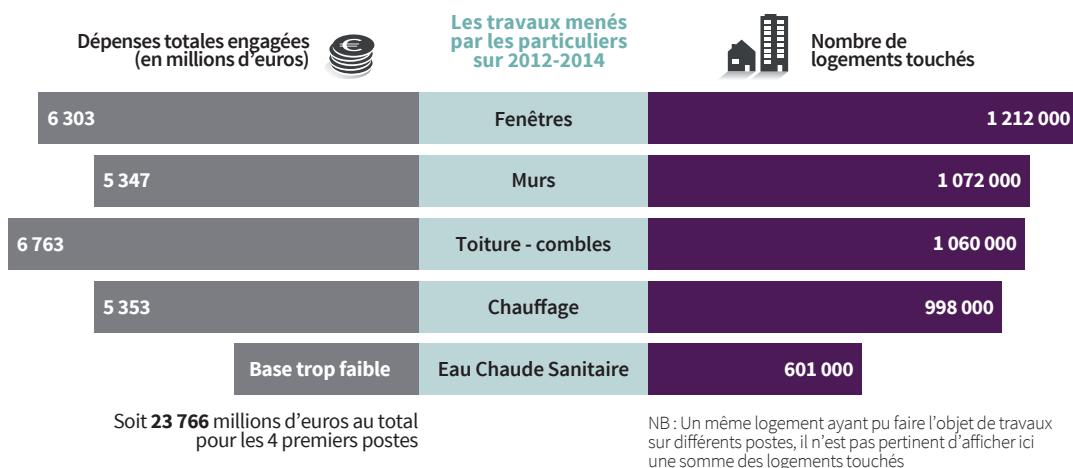 Dépenses totales engagées
(en millions d'euros)
Les travaux menés
par les particuliers
sur 2012-2014
Nombre de
logements touchés
6 303
Fenêtres
1 212 000
5 347
Murs
1 072 000
6 763
Toiture - combles
1 060 000
5 353
Chauffage
998 000
Base trop faible
Eau Chaude Sanitaire
601 000
Soit 23 766 millions d'euros au total
pour les 4 premiers postes
NB : Un même logement ayant pu faire l'objet de travaux
sur différents postes, il n'est pas pertinent d'afficher ici
une somme des logements touchés